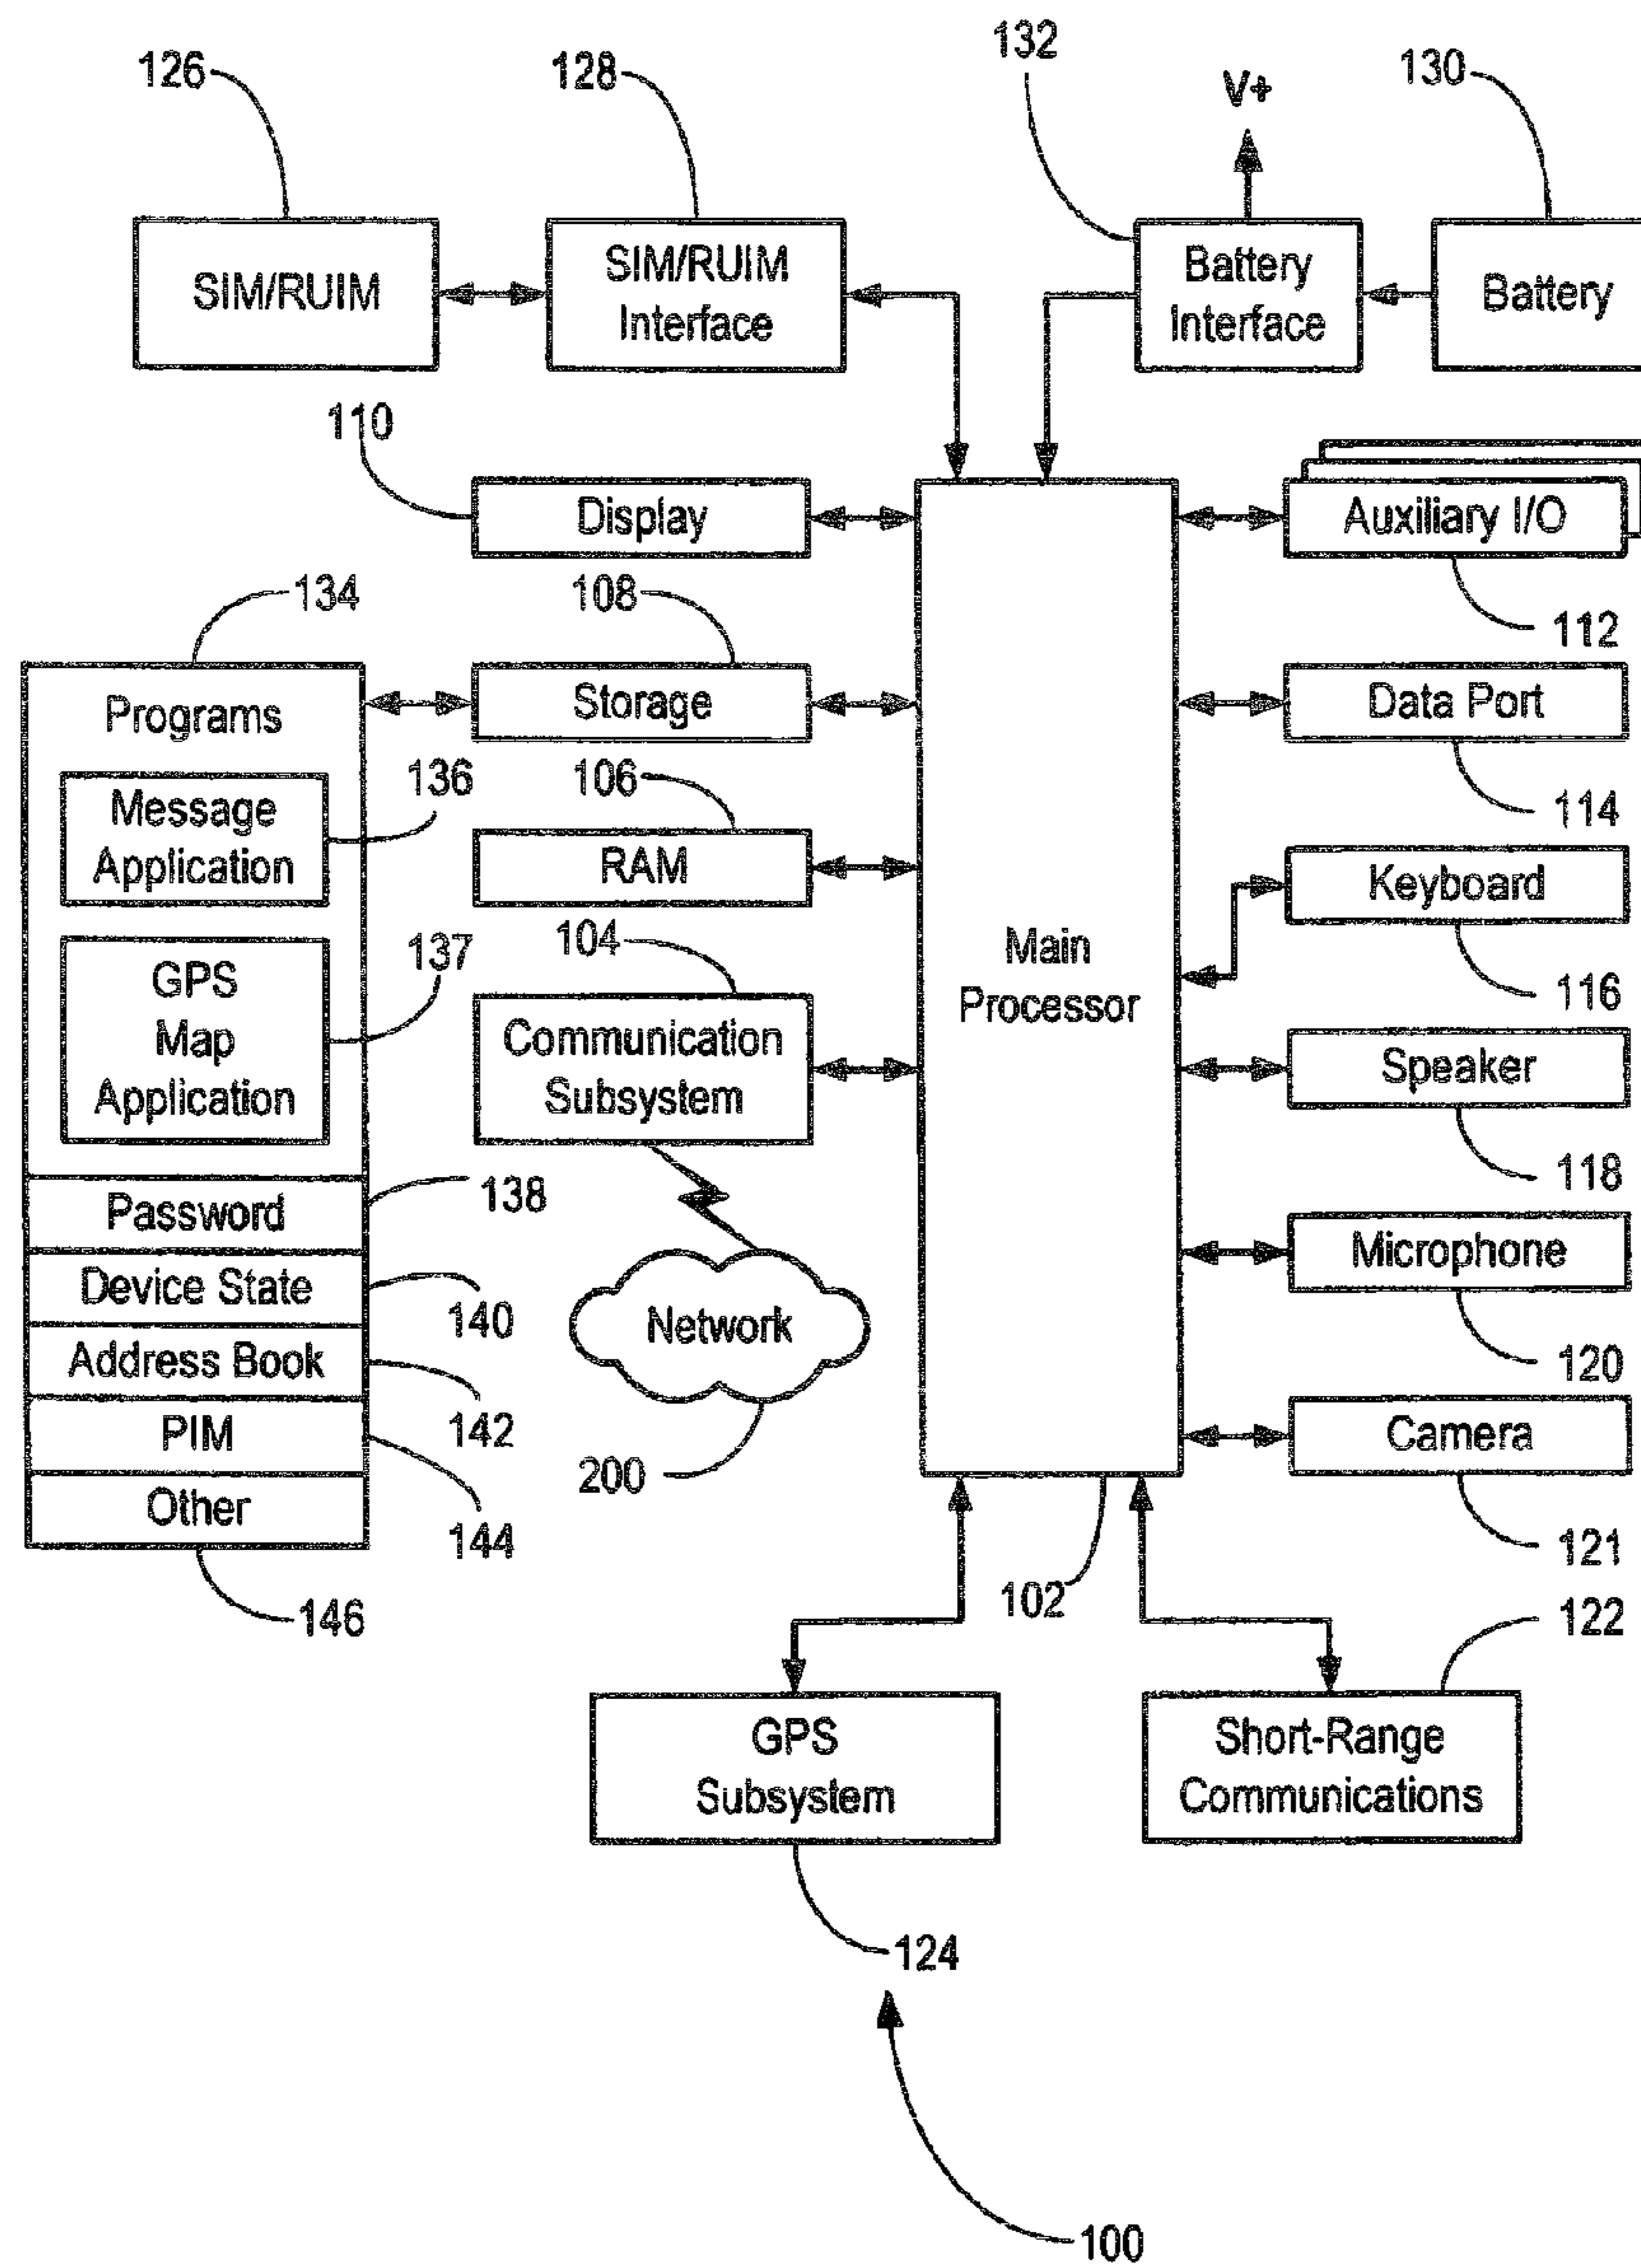 126
128
132
V+
130
SIM/RUIM
SIM/RUIM
Interface
Battery
Interface
Battery
110
Display
Auxiliary I/O
134
108
112
Programs
Storage
Data Port
136
106
114
Message
Application
RAM
Keyboard
137
104
116
GPS
Map
Application
Communication
Subsystem
Main
Processor
Speaker
118
Password
138
Microphone
Device State
140
Network
120
Address Book
142
200
Camera
PIM
144
121
Other
146
102
122
GPS
Subsystem
Short-Range
Communications
124
100